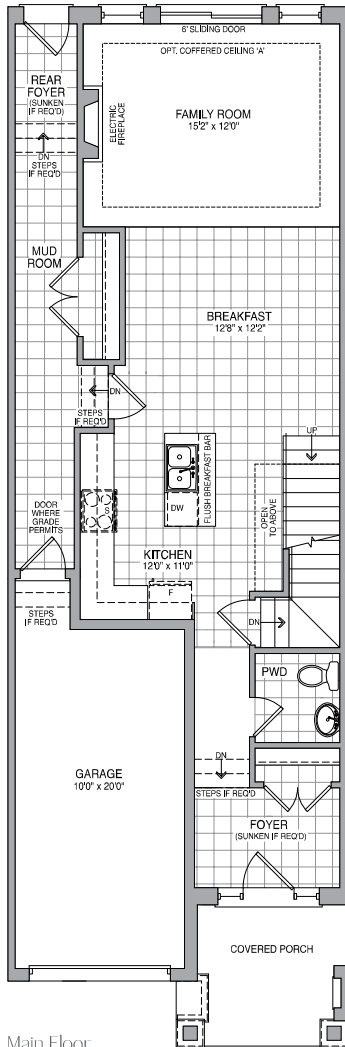 6' SLIDING DOOR
OPT. COFFERED CEILING 'A'
REAR
FOYER
(SUNKEN
IF REQ'D)
ELECTRIC
FIREPLACE
FAMILY ROOM
15'2" x 12'0"
DN
STEPS
IF REQ'D
MUD
ROOM
BREAKFAST
12'8" x 12'2"
DN
STEPS
IF REQ'D
UP
FLUSH BREAKFAST BAR
DW
S
OPEN
TO ABOVE
DOOR
WHERE
GRADE
PERMITS
KITCHEN
12'0" x 11'0"
F
STEPS
IF REQ'D
DN
PWD
DN
GARAGE
10'0" x 20'0"
STEPS IF REQ'D
FOYER
(SUNKEN IF REQ'D)
COVERED PORCH
Main Floor